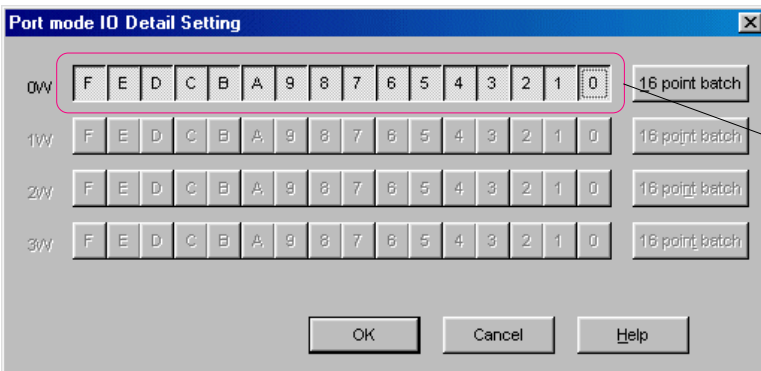 Port mode IO Detail Setting
0W F E D C B A 9 8 7 6 5 4 3 2 1 0 16 point batch
1W F E D C B A 9 8 7 6 5 4 3 2 1 0 16 point batch
2W F E D C B A 9 8 7 6 5 4 3 2 1 0 16 point batch
3W F E D C B A 9 8 7 6 5 4 3 2 1 0 16 point batch
OK Cancel Help